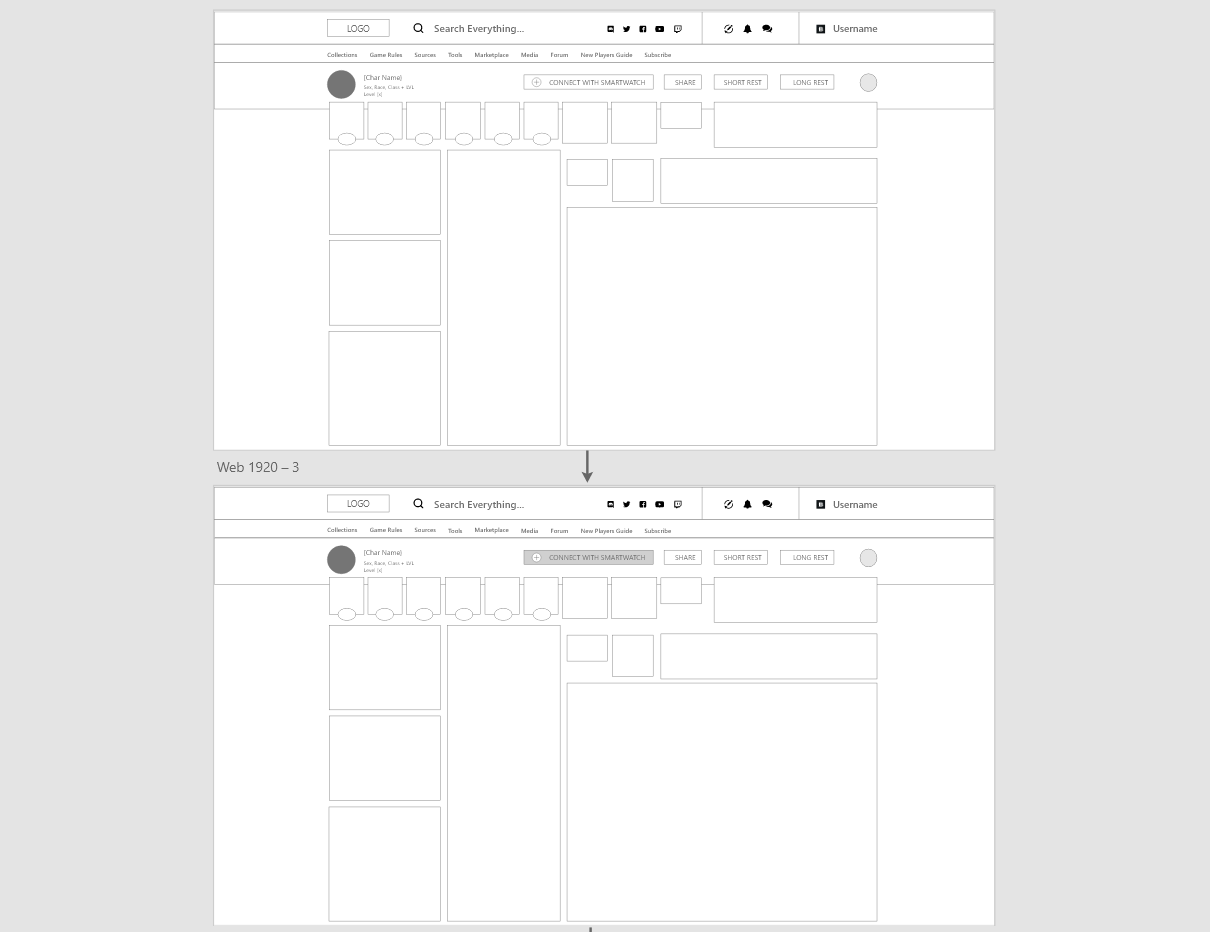 LOGO Search Everything... Username
Collections Game Rules Sources Tools Marketplace Media Forum New Players Guide Subscribe
[Char Name]
Sex, Race, Class + LVL
Level [x]
CONNECT WITH SMARTWATCH SHARE SHORT REST LONG REST
Web 1920 – 3
LOGO Search Everything... Username
Collections Game Rules Sources Tools Marketplace Media Forum New Players Guide Subscribe
[Char Name]
Sex, Race, Class + LVL
Level [x]
CONNECT WITH SMARTWATCH SHARE SHORT REST LONG REST